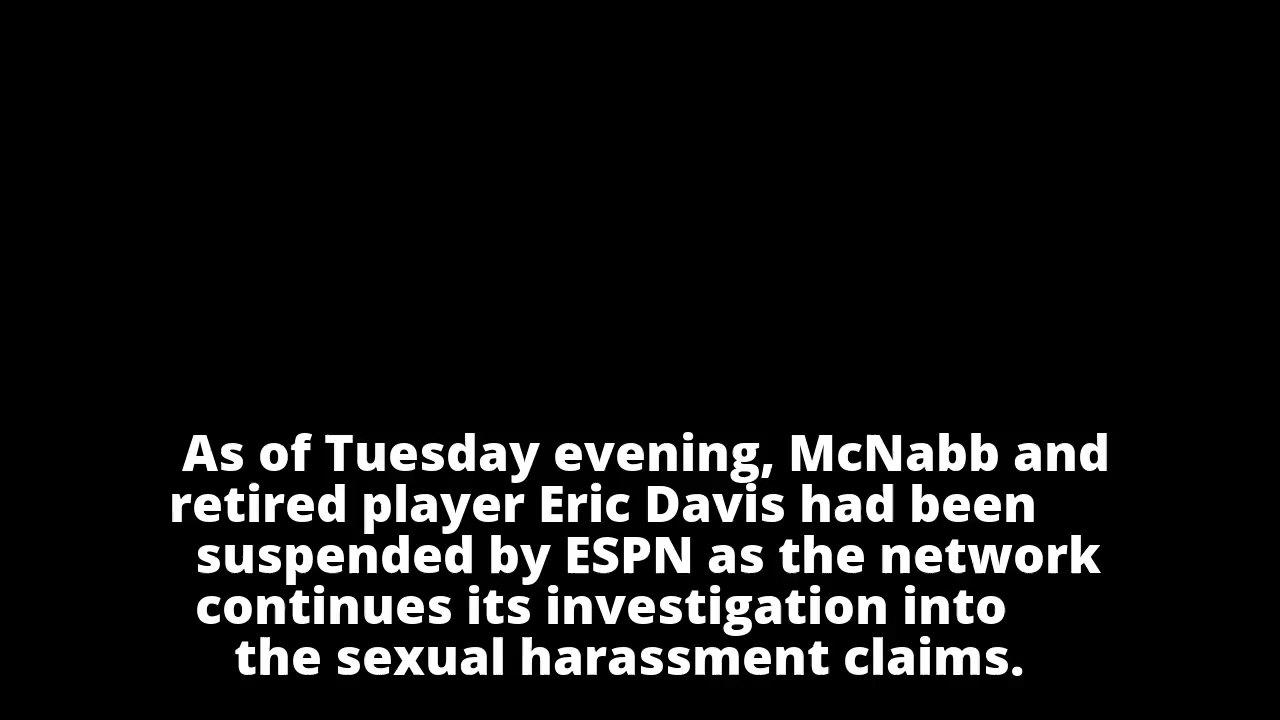 As of Tuesday evening, McNabb and
retired player Eric Davis had been
suspended by ESPN as the network
continues its investigation into
the sexual harassment claims.